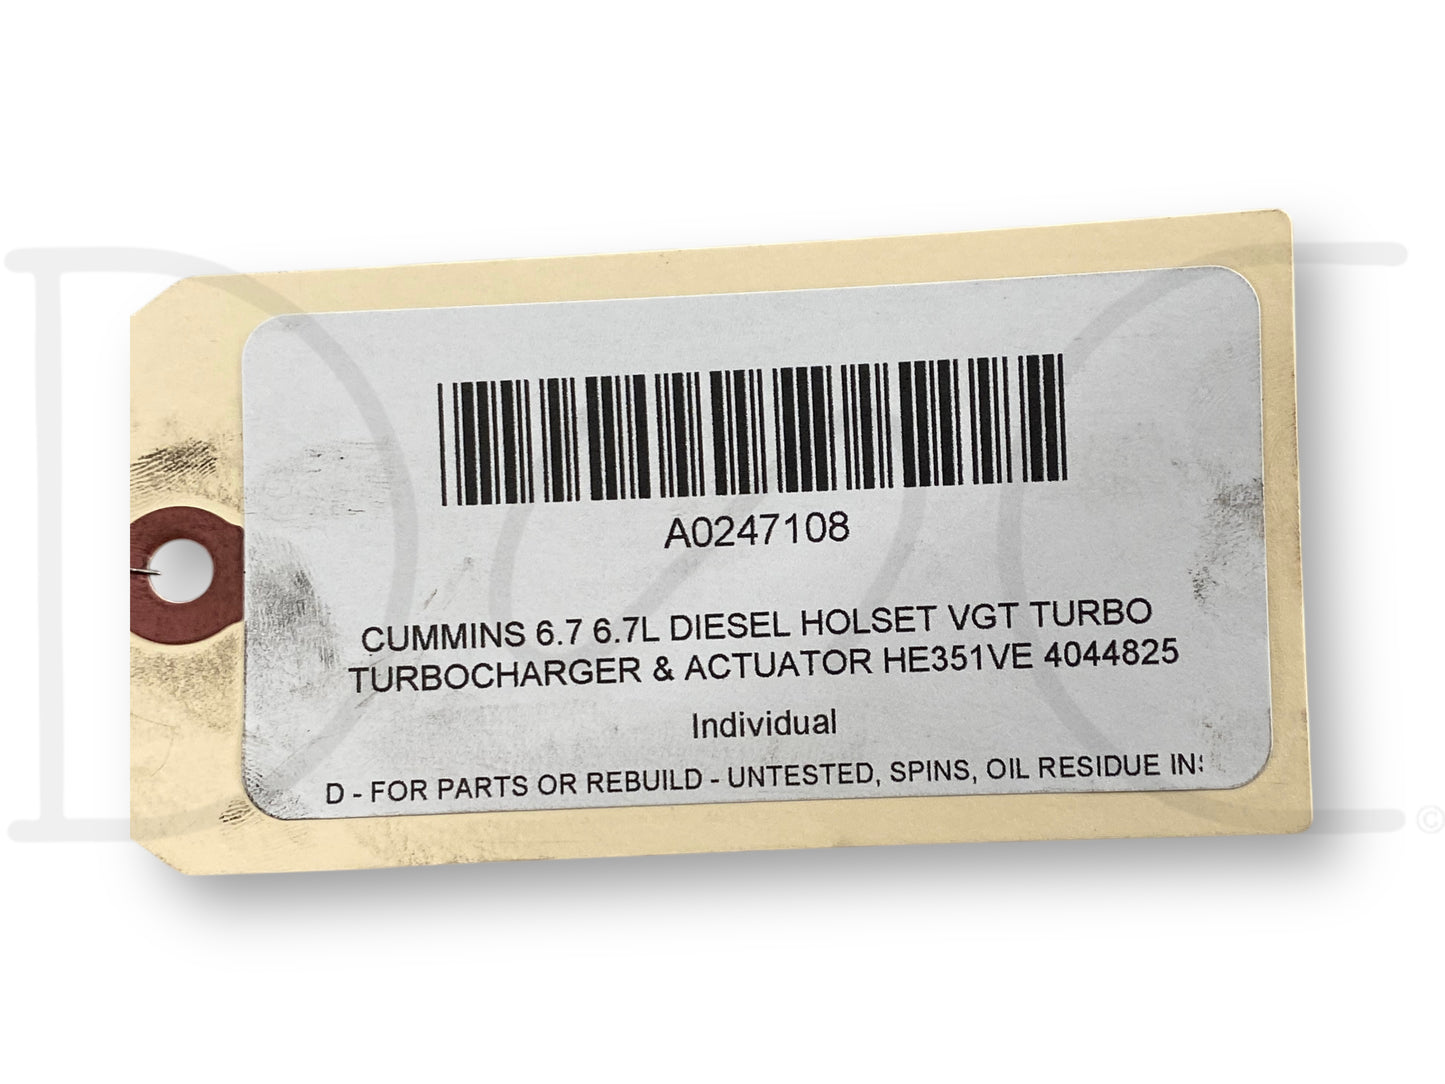 A0247108
CUMMINS 6.7 6.7L DIESEL HOLSET VGT TURBO
TURBOCHARGER & ACTUATOR HE351VE 4044825
Individual
D - FOR PARTS OR REBUILD - UNTESTED, SPINS, OIL RESIDUE
©